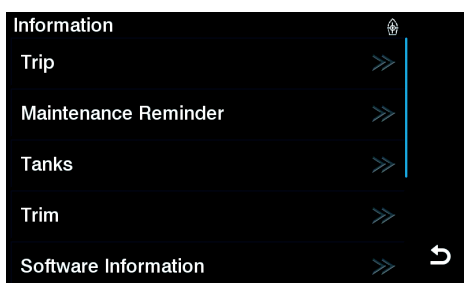 Information
Trip
Maintenance Reminder
Tanks
Trim
Software Information